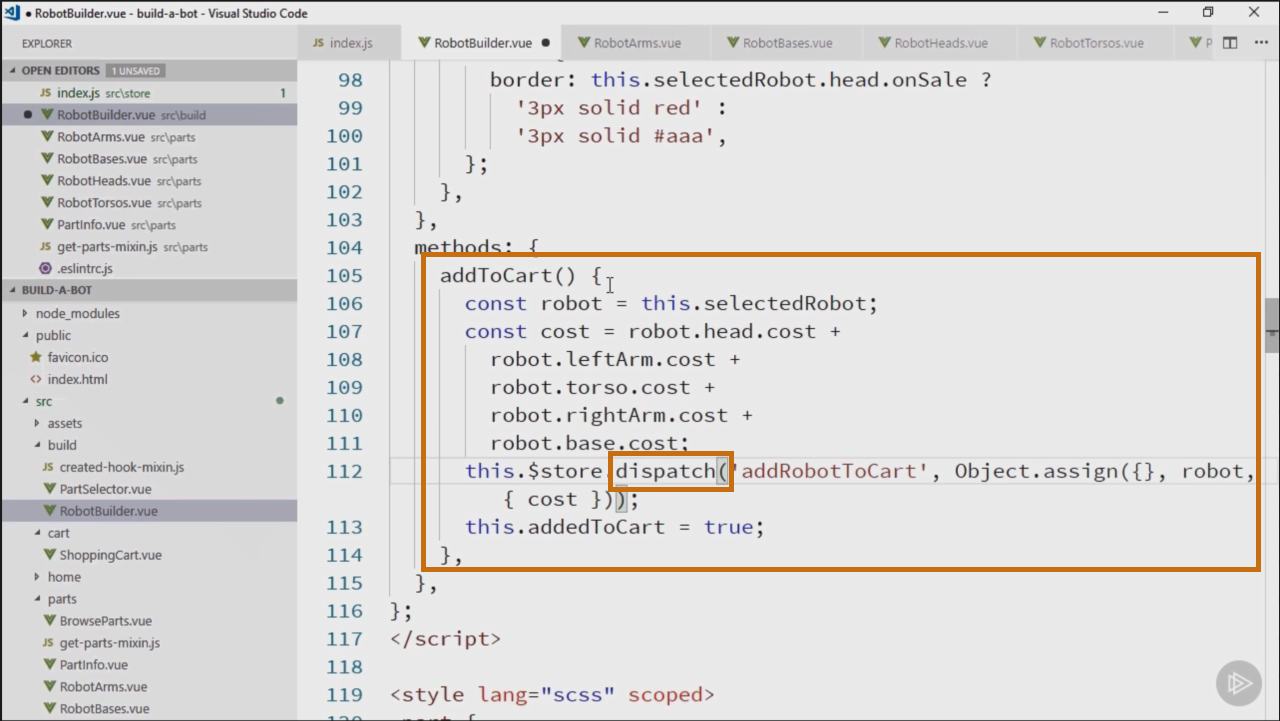 RobotBuilder.vue - build-a-bot - Visual Studio Code
EXPLORER
JS index.js
RobotBuilder.vue
RobotArms.vue
RobotBases.vue
RobotHeads.vue
RobotTorsos.vue
OPEN EDITORS 1 UNSAVED
JS index.js src\store 1
RobotBuilder.vue src\build
RobotArms.vue src\parts
RobotBases.vue src\parts
RobotHeads.vue src\parts
RobotTorsos.vue src\parts
PartInfo.vue src\parts
JS get-parts-mixin.js src\parts
.eslintrc.js
BUILD-A-BOT
node_modules
public
favicon.ico
<> index.html
src
assets
build
JS created-hook-mixin.js
PartSelector.vue
RobotBuilder.vue
cart
ShoppingCart.vue
home
parts
BrowseParts.vue
JS get-parts-mixin.js
PartInfo.vue
RobotArms.vue
RobotBases.vue
98 border: this.selectedRobot.head.onSale ?
99 '3px solid red' :
100 '3px solid #aaa',
101 };
102 },
103 },
104 methods: {
105 addToCart() {
106 const robot = this.selectedRobot;
107 const cost = robot.head.cost +
108 robot.leftArm.cost +
109 robot.torso.cost +
110 robot.rightArm.cost +
111 robot.base.cost;
112 this.$store.dispatch('addRobotToCart', Object.assign({}, robot,
{ cost }));
113 this.addedToCart = true;
114 },
115 },
116 };
117 </script>
118
119 <style lang="scss" scoped>
120 .part {